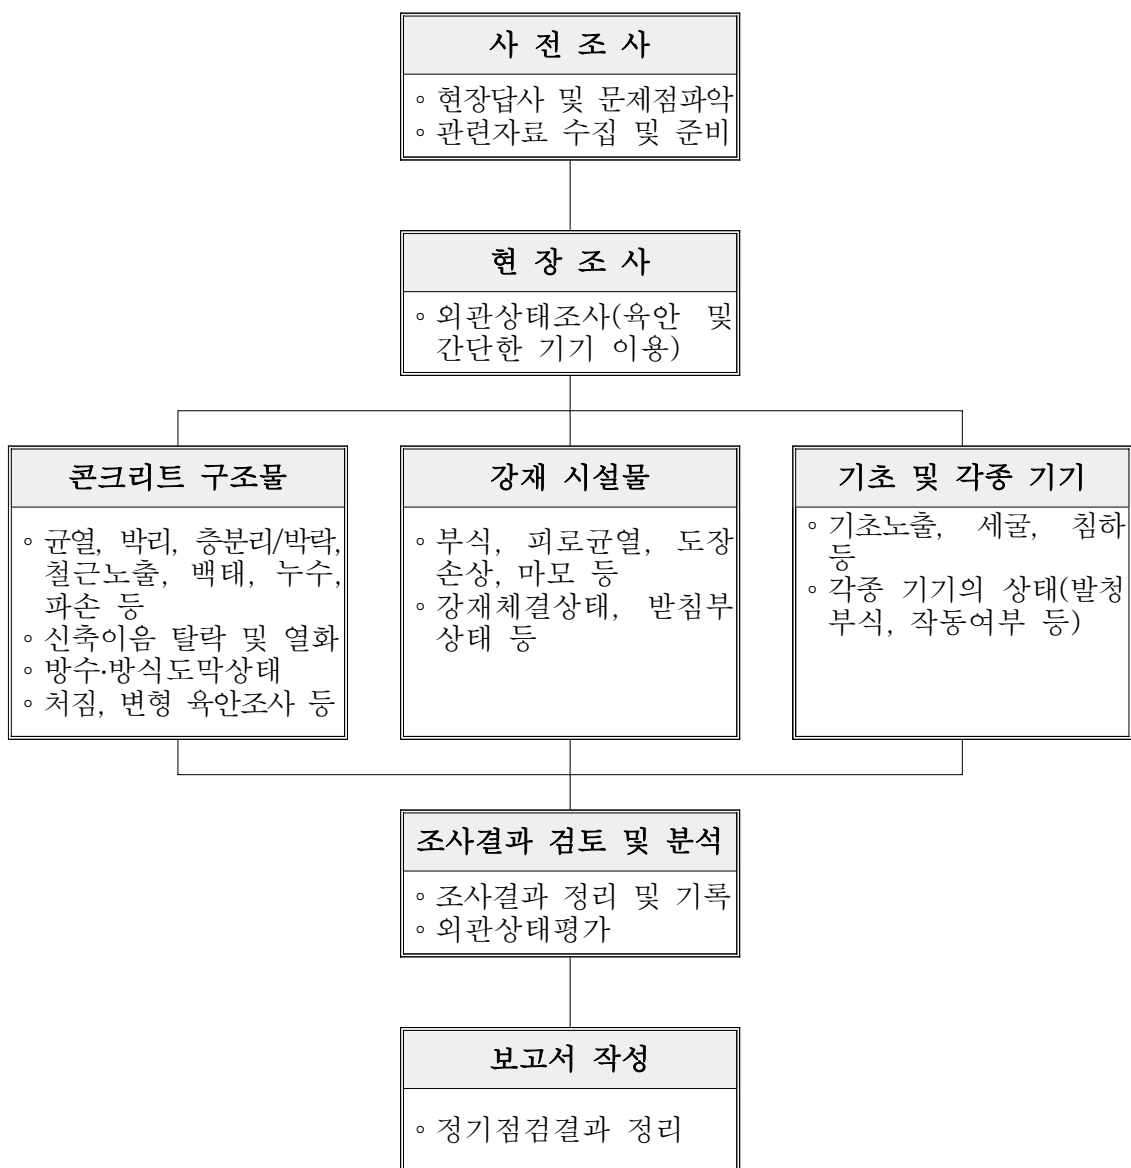 사 전 조 사
∘ 현장답사 및 문제점파악
∘ 관련자료 수집 및 준비
현 장 조 사
∘ 외관상태조사(육안 및
간단한 기기 이용)
콘크리트 구조물
∘ 균열, 박리, 층분리/박락,
철근노출, 백태, 누수,
파손 등
∘ 신축이음 탈락 및 열화
∘ 방수·방식도막상태
∘ 처짐, 변형 육안조사 등
강재 시설물
∘ 부식, 피로균열, 도장
손상, 마모 등
∘ 강재체결상태, 받침부
상태 등
기초 및 각종 기기
∘ 기초노출, 세굴, 침하
등
∘ 각종 기기의 상태(발청
부식, 작동여부 등)
조사결과 검토 및 분석
∘ 조사결과 정리 및 기록
∘ 외관상태평가
보고서 작성
∘ 정기점검결과 정리